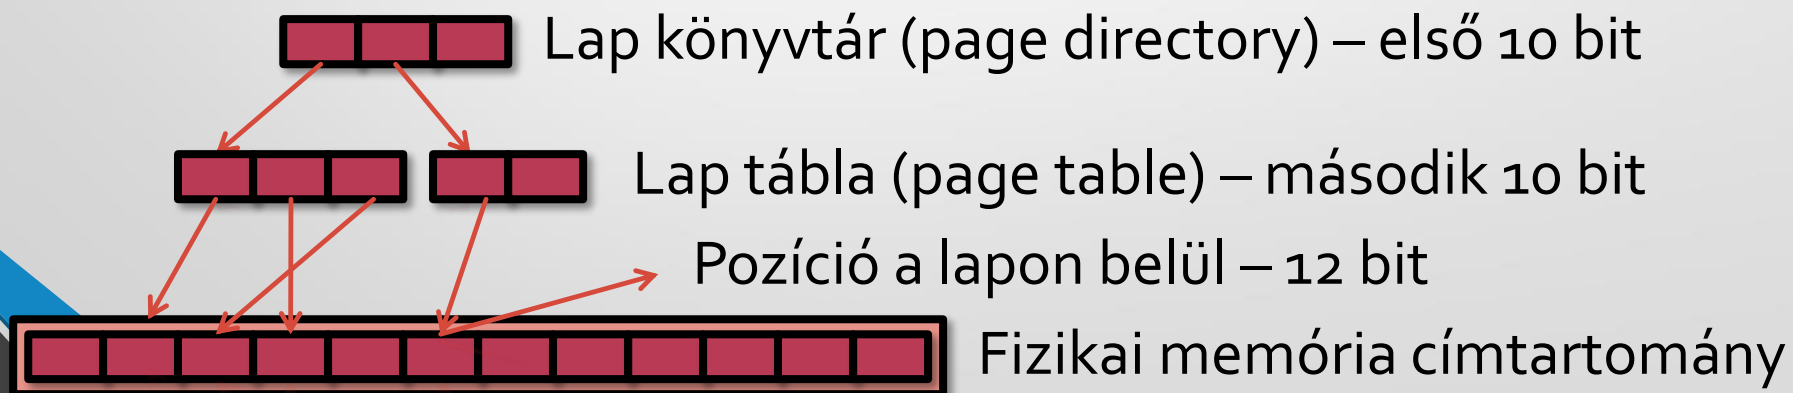 Lap könyvtár (page directory) – első 10 bit
Lap tábla (page table) – második 10 bit
Pozíció a lapon belül – 12 bit
Fizikai memória címtartomány